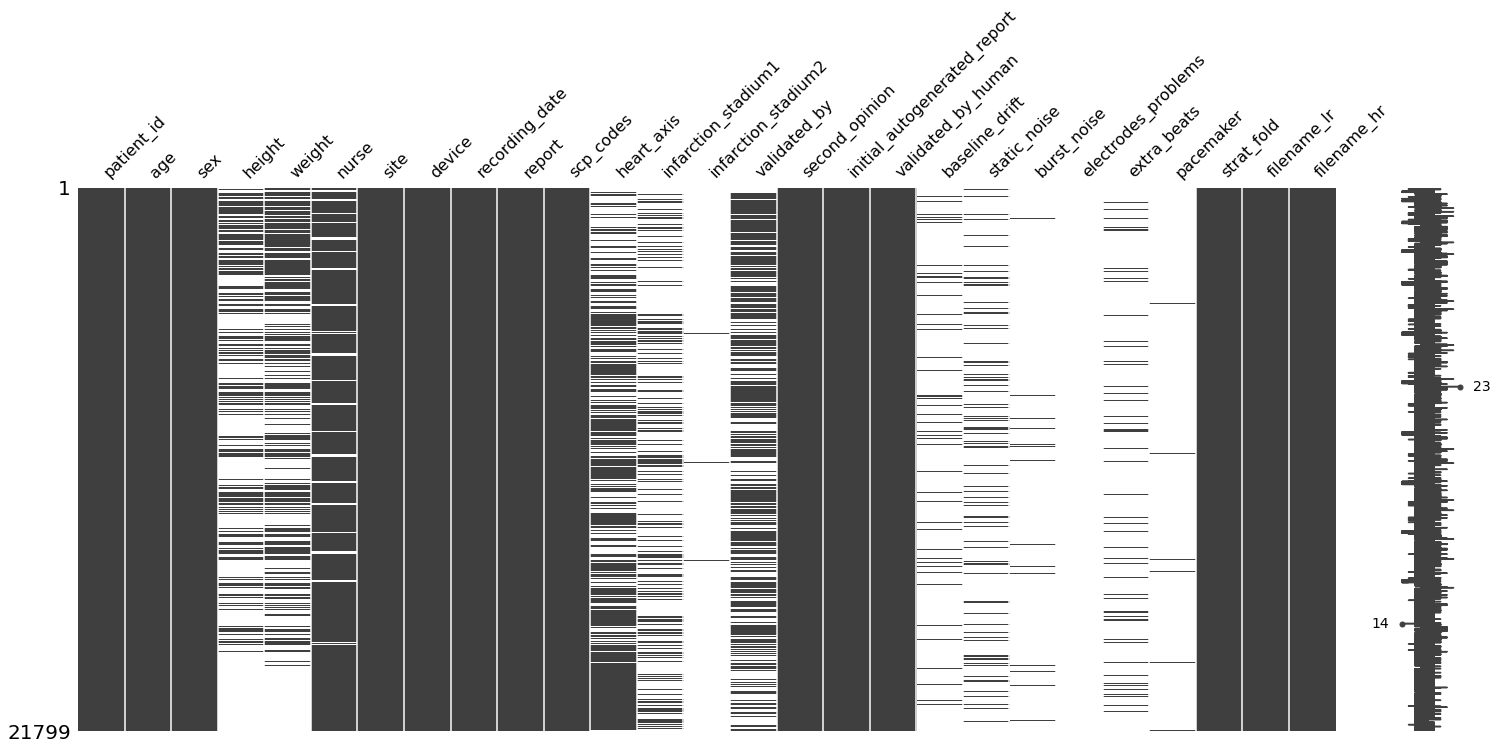 patient_id
age
sex
height
weight
nurse
site
device
recording_date
report
scp_codes
heart_axis
infarction_stadium1
infarction_stadium2
validated_by
second_opinion
initial_autogenerated_report
validated_by_human
baseline_drift
static_noise
burst_noise
electrodes_problems
extra_beats
pacemaker
strat_fold
filename_lr
filename_hr
1
23
14
21799